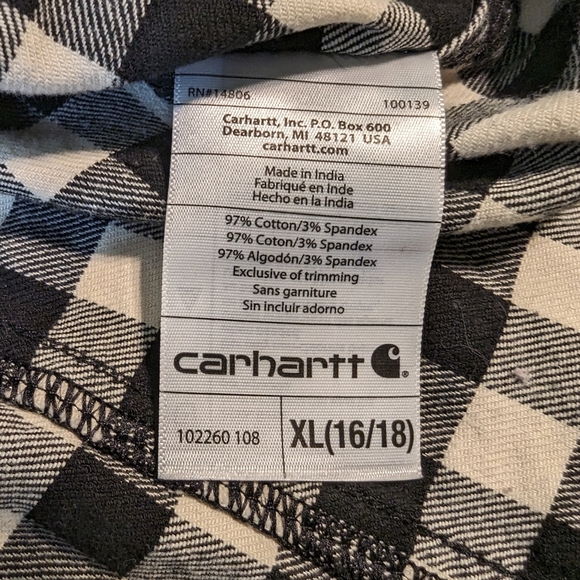 RN#14806 100139
Carhartt, Inc. P.O. Box 600
Dearborn, MI 48121 USA
carhartt.com
Made in India
Fabriqué en Inde
Hecho en la India
97% Cotton/3% Spandex
97% Coton/3% Spandex
97% Algodón/3% Spandex
Exclusive of trimming
Sans garniture
Sin incluir adorno
carhartt
102260 108 XL(16/18)